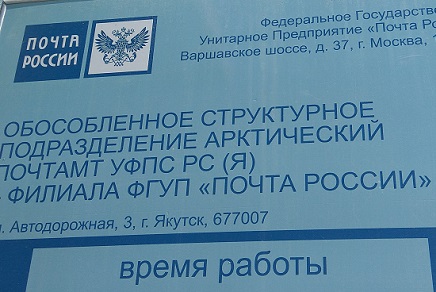 ПОЧТА
РОССИИ
Федеральное Государстве
Унитарное Предприятие «Почта Ро
Варшавское шоссе, д. 37, г. Москва, 1
ОБОСОБЛЕННОЕ СТРУКТУРНОЕ
ПОДРАЗДЕЛЕНИЕ АРКТИЧЕСКИЙ
ПОЧТАМТ УФПС РС (Я)
- ФИЛИАЛА ФГУП «ПОЧТА РОССИИ»
л. Автодорожная, 3, г. Якутск, 677007
время работы